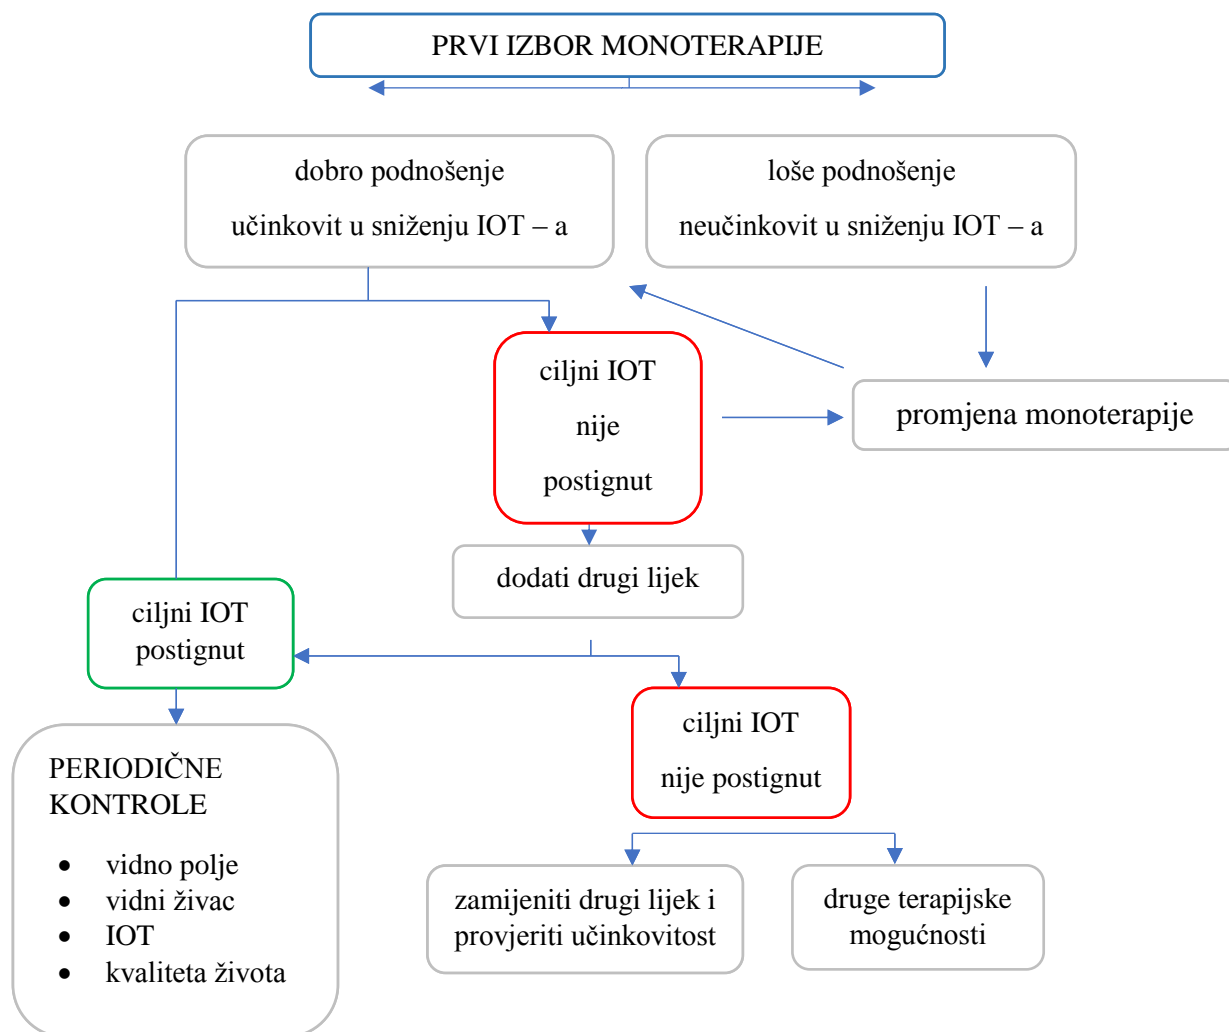 PRVI IZBOR MONOTERAPIJE
dobro podnošenje
učinkovit u sniženju IOT – a
loše podnošenje
neučinkovit u sniženju IOT – a
ciljni IOT
nije
postignut
promjena monoterapije
dodati drugi lijek
ciljni IOT
postignut
ciljni IOT
nije postignut
PERIODIČNE
KONTROLE
• vidno polje
• vidni živac
• IOT
• kvaliteta života
zamijeniti drugi lijek i
provjeriti učinkovitost
druge terapijske
mogućnosti